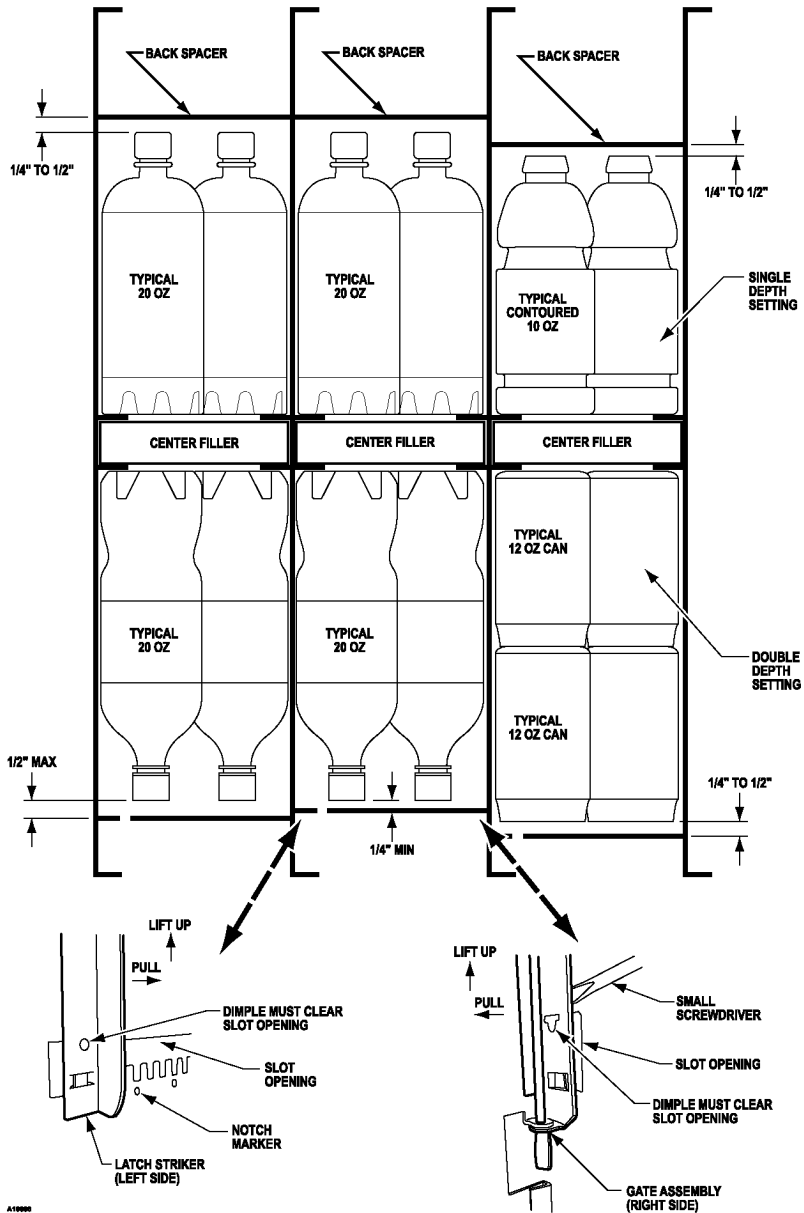 BACK SPACER
BACK SPACER
BACK SPACER
1/4" TO 1/2"
1/4" TO 1/2"
TYPICAL
20 OZ
TYPICAL
20 OZ
TYPICAL
CONTOURED
10 OZ
SINGLE
DEPTH
SETTING
CENTER FILLER
CENTER FILLER
CENTER FILLER
TYPICAL
12 OZ CAN
TYPICAL
20 OZ
TYPICAL
20 OZ
DOUBLE
DEPTH
SETTING
TYPICAL
12 OZ CAN
1/2" MAX
1/4" TO 1/2"
1/4" MIN
LIFT UP
PULL
DIMPLE MUST CLEAR
SLOT OPENING
SLOT
OPENING
NOTCH
MARKER
LATCH STRIKER
(LEFT SIDE)
LIFT UP
PULL
SMALL
SCREWDRIVER
SLOT OPENING
DIMPLE MUST CLEAR
SLOT OPENING
GATE ASSEMBLY
(RIGHT SIDE)